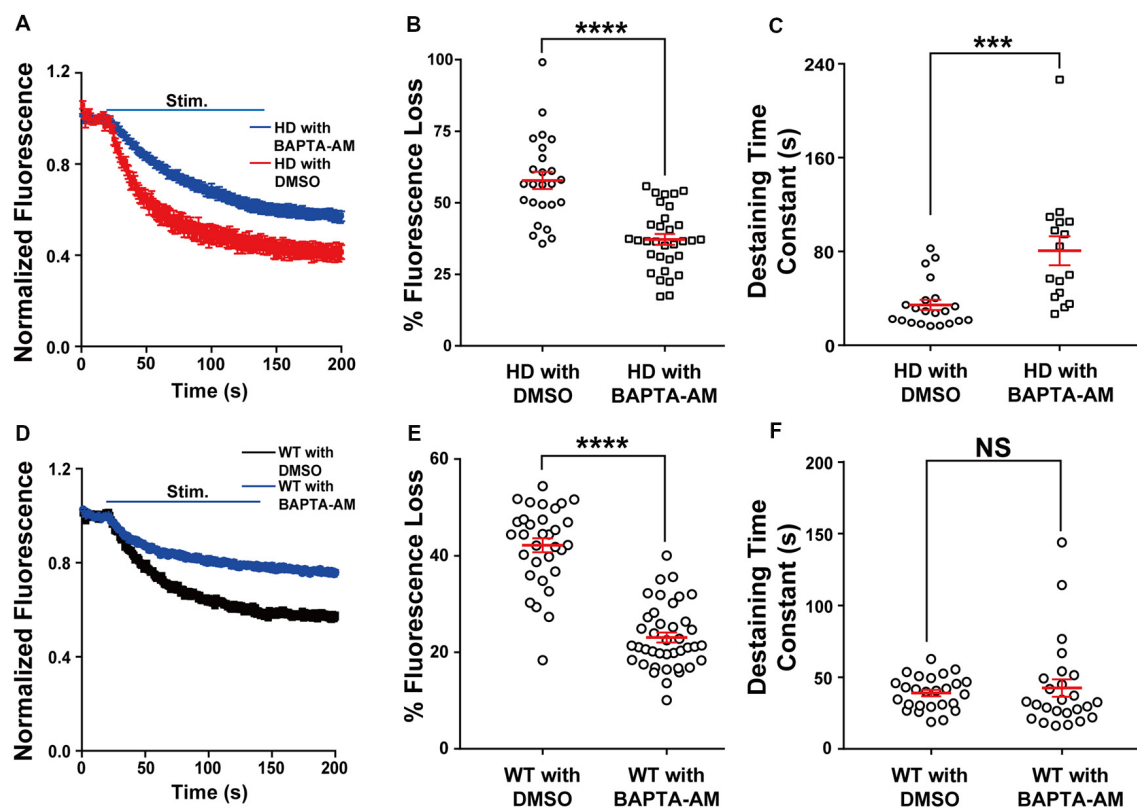 A
Normalized Fluorescence
1.2
0.8
0.4
0.0
Stim.
HD with
BAPTA-AM
HD with
DMSO
0
50
100
150
200
Time (s)
B
% Fluorescence Loss
100
75
50
25
0
****
HD with
DMSO
HD with
BAPTA-AM
C
Destaining Time
Constant (s)
240
160
80
0
***
HD with
DMSO
HD with
BAPTA-AM
D
Normalized Fluorescence
1.2
0.8
0.4
0.0
WT with
DMSO
WT with
BAPTA-AM
Stim.
0
50
100
150
200
Time (s)
E
% Fluorescence Loss
60
40
20
0
****
WT with
DMSO
WT with
BAPTA-AM
F
Destaining Time
Constant (s)
200
150
100
50
0
NS
WT with
DMSO
WT with
BAPTA-AM